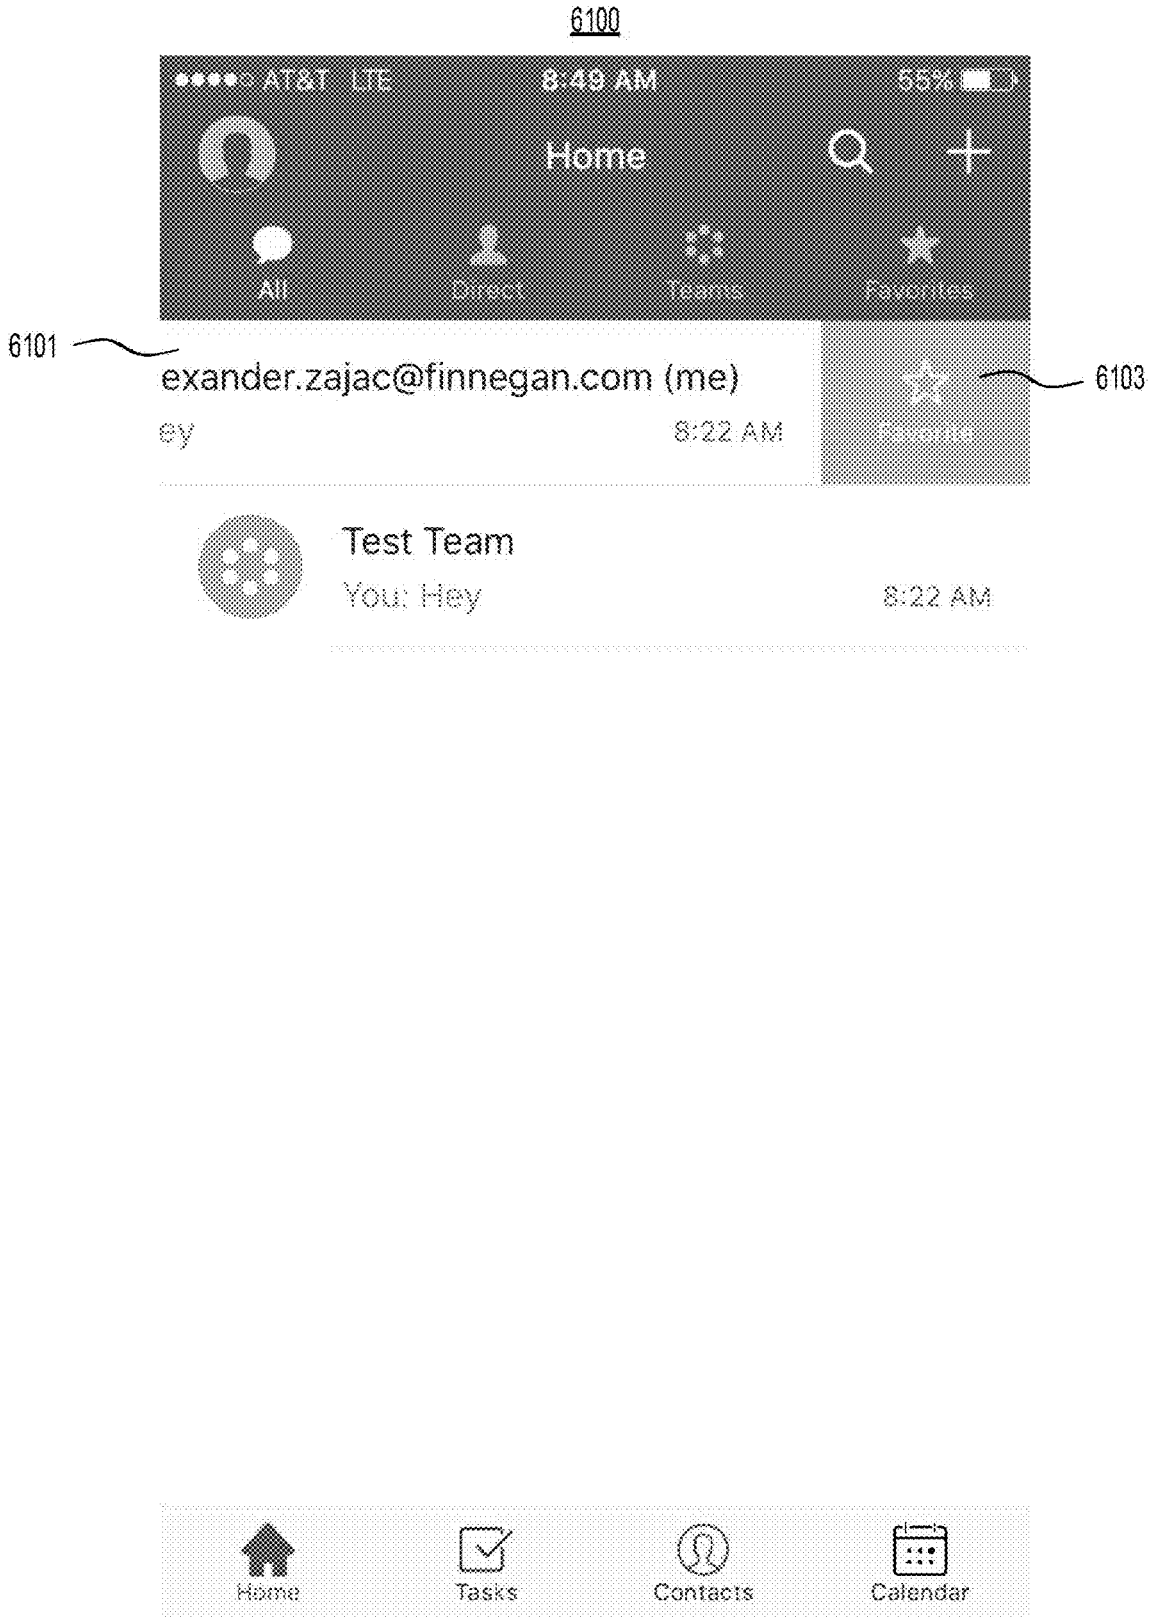 6100
AT&T LTE 8:49 AM 55%
Home
All Direct Teams Favorites
6101
exander.zajac@finnegan.com (me)
6103
ey 8:22 AM Favorite
Test Team
You: Hey 8:22 AM
Home Tasks Contacts Calendar